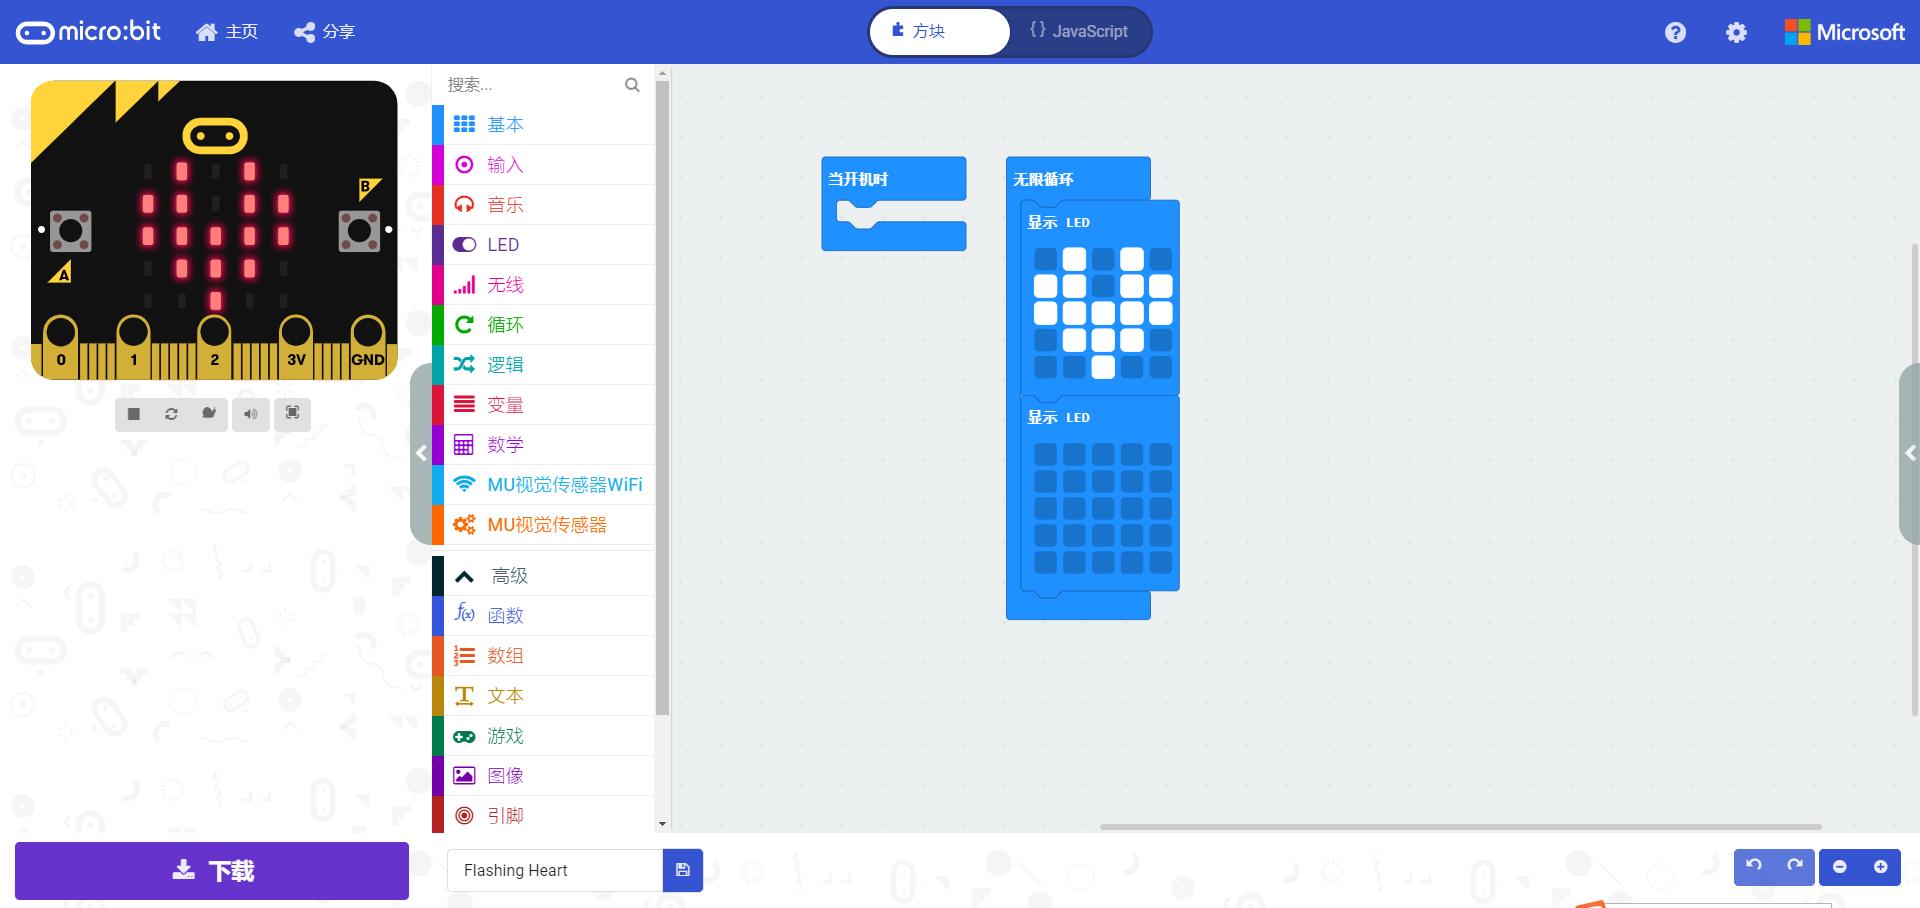 micro:bit
主页
分享
方块
{} JavaScript
?
Microsoft
B
A
0 1 2 3V GND
搜索...
基本
输入
音乐
LED
无线
循环
逻辑
变量
数学
MU视觉传感器WiFi
MU视觉传感器
高级
f(x) 函数
数组
文本
游戏
图像
引脚
当开机时
无限循环
显示 LED
显示 LED
下载
Flashing Heart